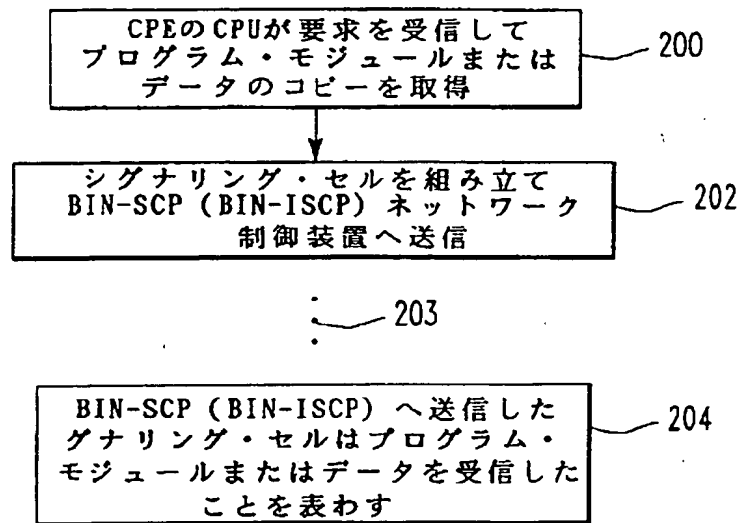 CPEのCPUが要求を受信して
プログラム・モジュールまたは
データのコピーを取得
200
シグナリング・セルを組み立て
BIN-SCP (BIN-ISCP) ネットワーク
制御装置へ送信
202
203
BIN-SCP (BIN-ISCP) へ送信した
グナリング・セルはプログラム・
モジュールまたはデータを受信した
ことを表わす
204